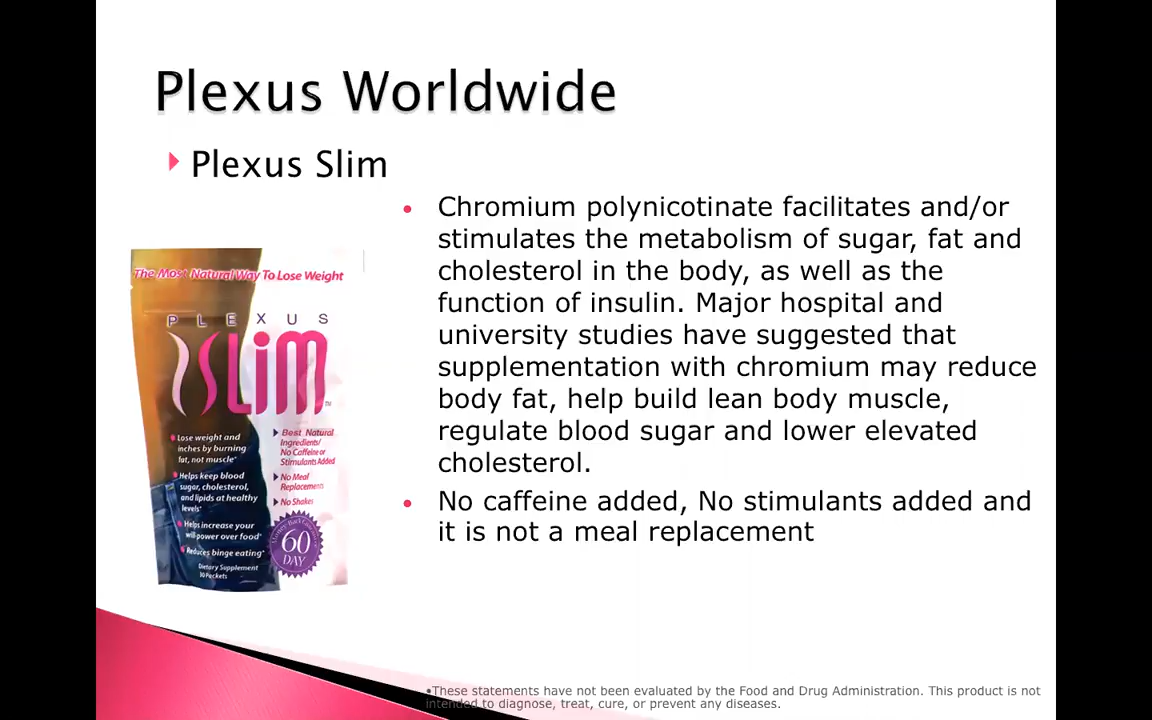 Plexus Worldwide
Plexus Slim
Chromium polynicotinate facilitates and/or
stimulates the metabolism of sugar, fat and
cholesterol in the body, as well as the
function of insulin. Major hospital and
university studies have suggested that
supplementation with chromium may reduce
body fat, help build lean body muscle,
regulate blood sugar and lower elevated
cholesterol.
No caffeine added, No stimulants added and
it is not a meal replacement
The Most Natural Way To Lose Weight
PLEXUS
SLiM™
Lose weight and
inches by burning
fat, not muscle*
Helps keep blood
sugar, cholesterol,
and lipids at healthy
levels*
Helps increase your
will power over food*
Reduces binge eating*
Dietary Supplement
30 Packets
Best Natural
Ingredients/
No Caffeine or
Stimulants Added
No Meal
Replacements
No Shakes
Money Back Guarantee
60
DAY
•These statements have not been evaluated by the Food and Drug Administration. This product is not
intended to diagnose, treat, cure, or prevent any diseases.